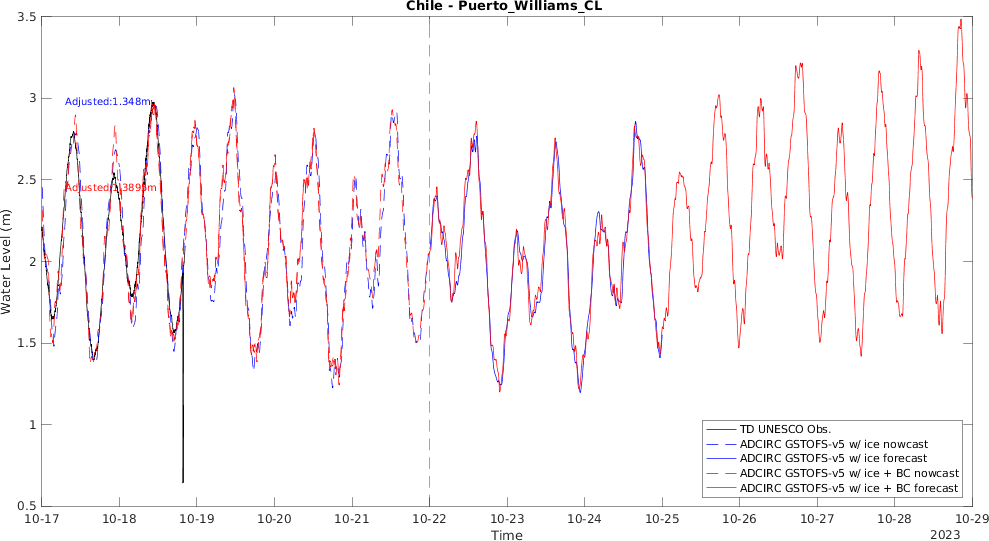 Chile - Puerto_Williams_CL
3.5
3
2.5
2
1.5
1
0.5
Water Level (m)
Adjusted:1.348m
Adjusted:1.3895m
TD UNESCO Obs.
ADCIRC GSTOFS-v5 w/ ice nowcast
ADCIRC GSTOFS-v5 w/ ice forecast
ADCIRC GSTOFS-v5 w/ ice + BC nowcast
ADCIRC GSTOFS-v5 w/ ice + BC forecast
10-17 10-18 10-19 10-20 10-21 10-22 10-23 10-24 10-25 10-26 10-27 10-28 10-29
Time
2023